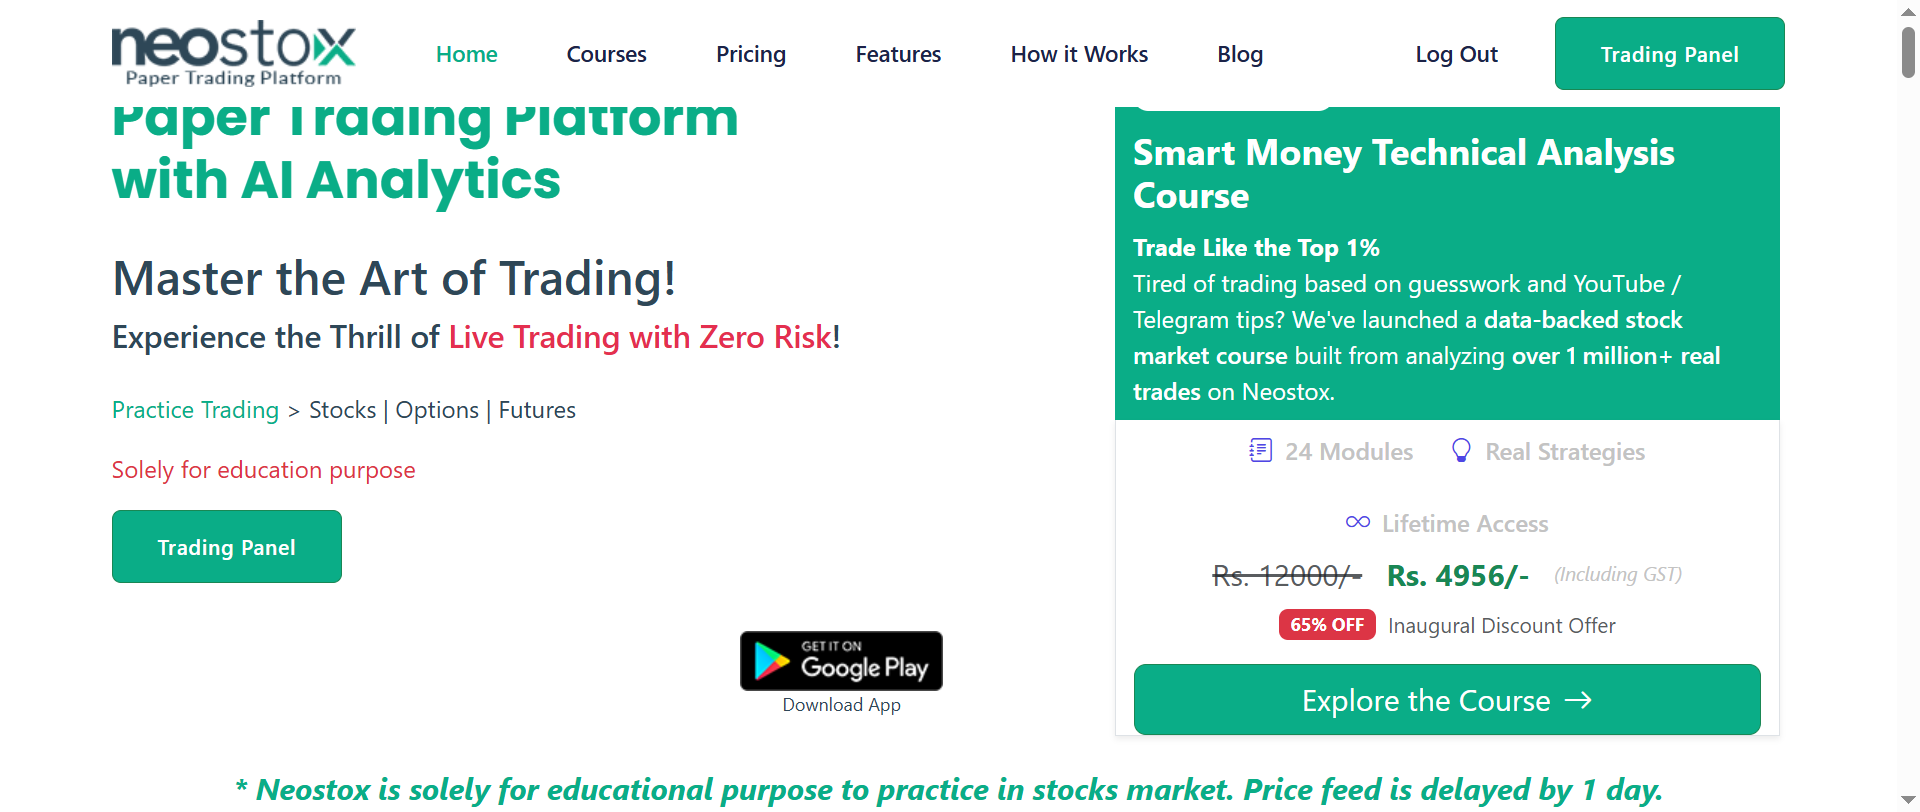 neostox
Paper Trading Platform
Home
Courses
Pricing
Features
How it Works
Blog
Log Out
Trading Panel
Paper Trading Platform
with AI Analytics
Master the Art of Trading!
Experience the Thrill of Live Trading with Zero Risk!
Practice Trading > Stocks | Options | Futures
Solely for education purpose
Trading Panel
GET IT ON
Google Play
Download App
Smart Money Technical Analysis
Course
Trade Like the Top 1%
Tired of trading based on guesswork and YouTube /
Telegram tips? We've launched a data-backed stock
market course built from analyzing over 1 million+ real
trades on Neostox.
24 Modules
Real Strategies
Lifetime Access
Rs. 12000/- Rs. 4956/- (Including GST)
65% OFF Inaugural Discount Offer
Explore the Course →
* Neostox is solely for educational purpose to practice in stocks market. Price feed is delayed by 1 day.